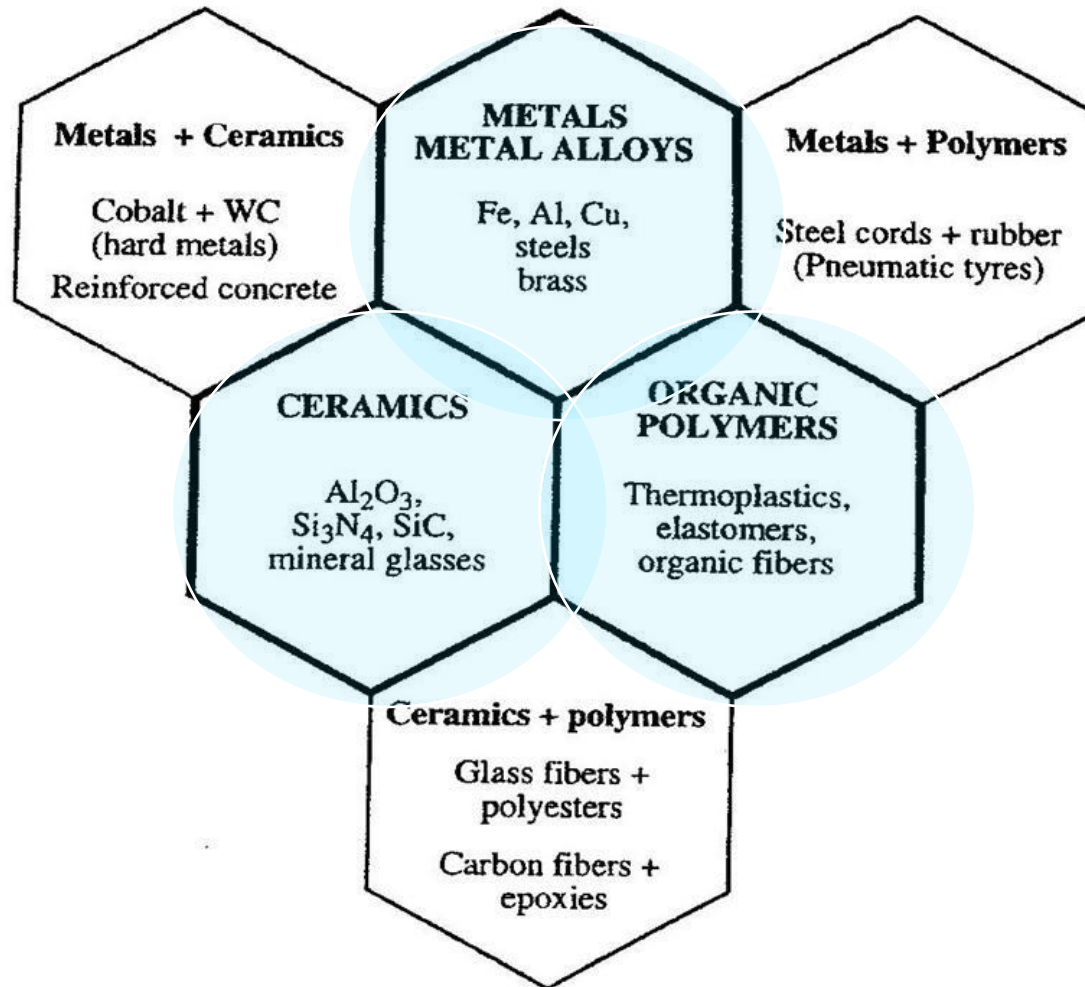 Metals + Ceramics
Cobalt + WC
(hard metals)
Reinforced concrete
METALS
METAL ALLOYS
Fe, Al, Cu,
steels
brass
Metals + Polymers
Steel cords + rubber
(Pneumatic tyres)
CERAMICS
Al₂O₃,
Si₃N₄, SiC,
mineral glasses
ORGANIC
POLYMERS
Thermoplastics,
elastomers,
organic fibers
Ceramics + polymers
Glass fibers +
polyesters
Carbon fibers +
epoxies